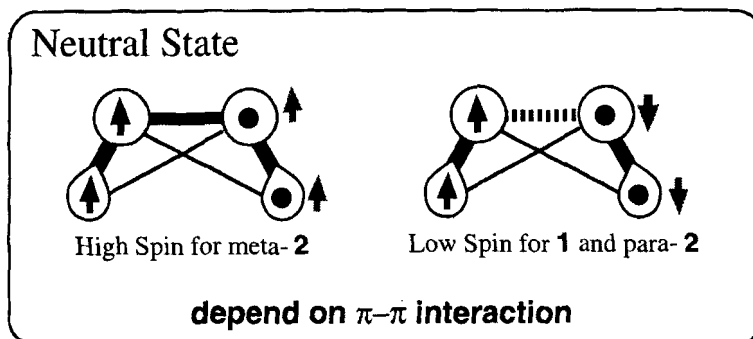 Neutral State
High Spin for meta- 2
Low Spin for 1 and para- 2
depend on π–π interaction